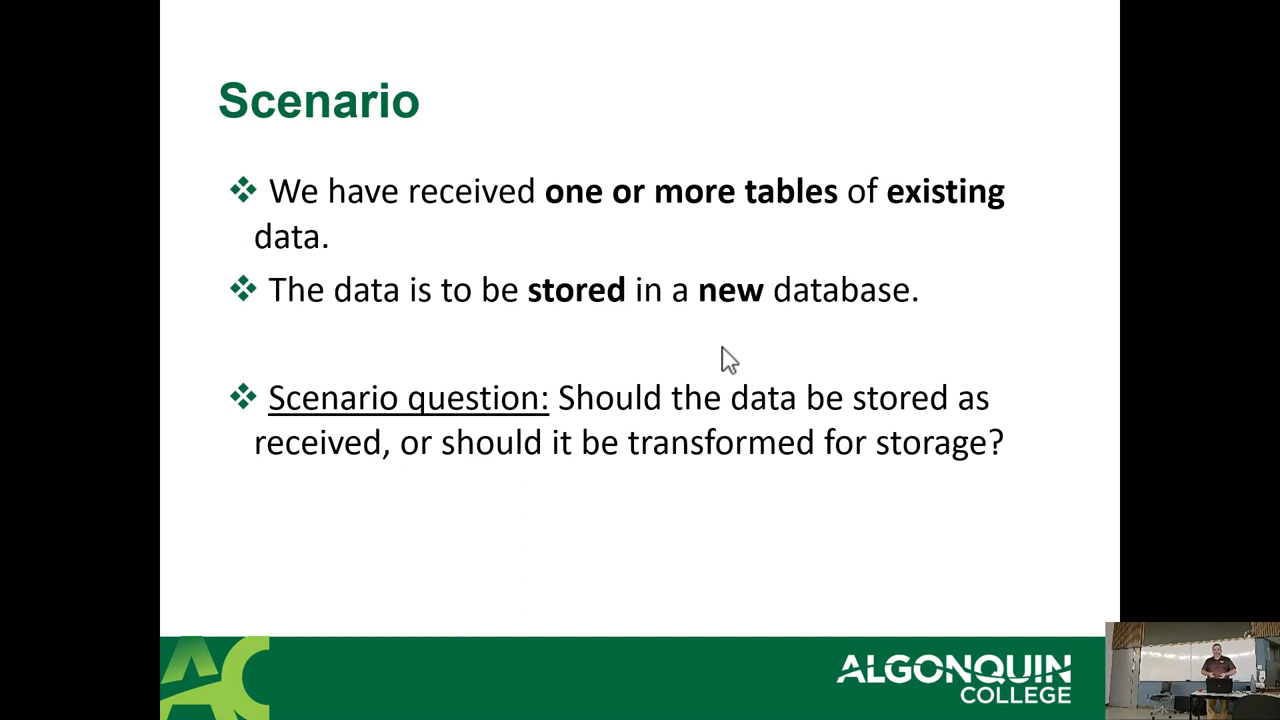 Scenario
❖ We have received one or more tables of existing
data.
❖ The data is to be stored in a new database.
❖ Scenario question: Should the data be stored as
received, or should it be transformed for storage?
AC
ALGONQUIN
COLLEGE